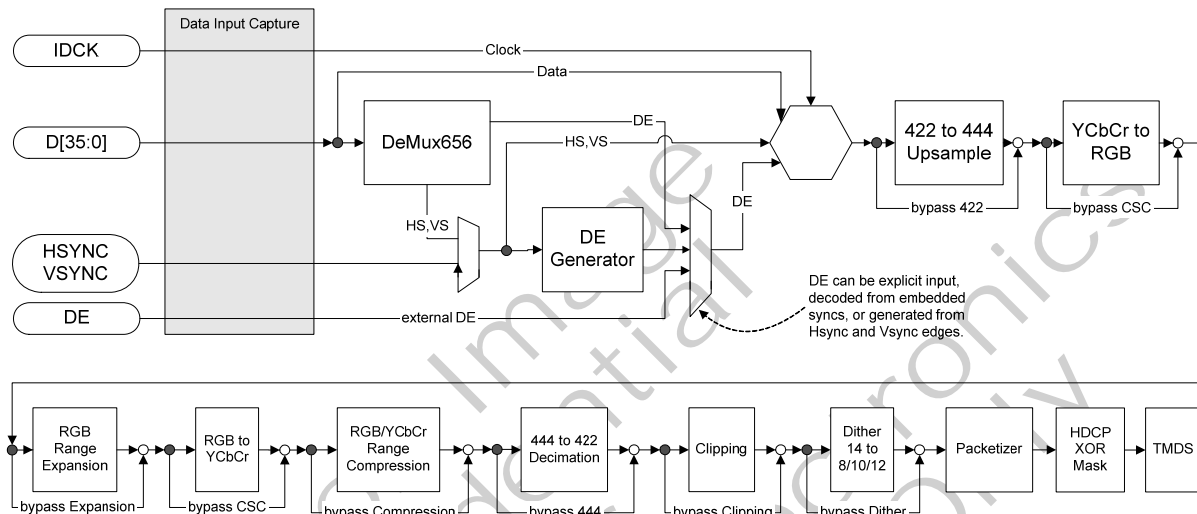 Data Input Capture
IDCK
Clock
Data
D[35:0]
DeMux656
DE
HS,VS
422 to 444
Upsample
YCbCr to
RGB
bypass 422
bypass CSC
HS,VS
DE
HSYNC
VSYNC
DE
Generator
DE can be explicit input,
decoded from embedded
syncs, or generated from
Hsync and Vsync edges.
DE
external DE
RGB
Range
Expansion
RGB to
YCbCr
RGB/YCbCr
Range
Compression
444 to 422
Decimation
Clipping
Dither
14 to
8/10/12
Packetizer
HDCP
XOR
Mask
TMDS
bypass Expansion
bypass CSC
bypass Compression
bypass 444
bypass Clipping
bypass Dither
Image